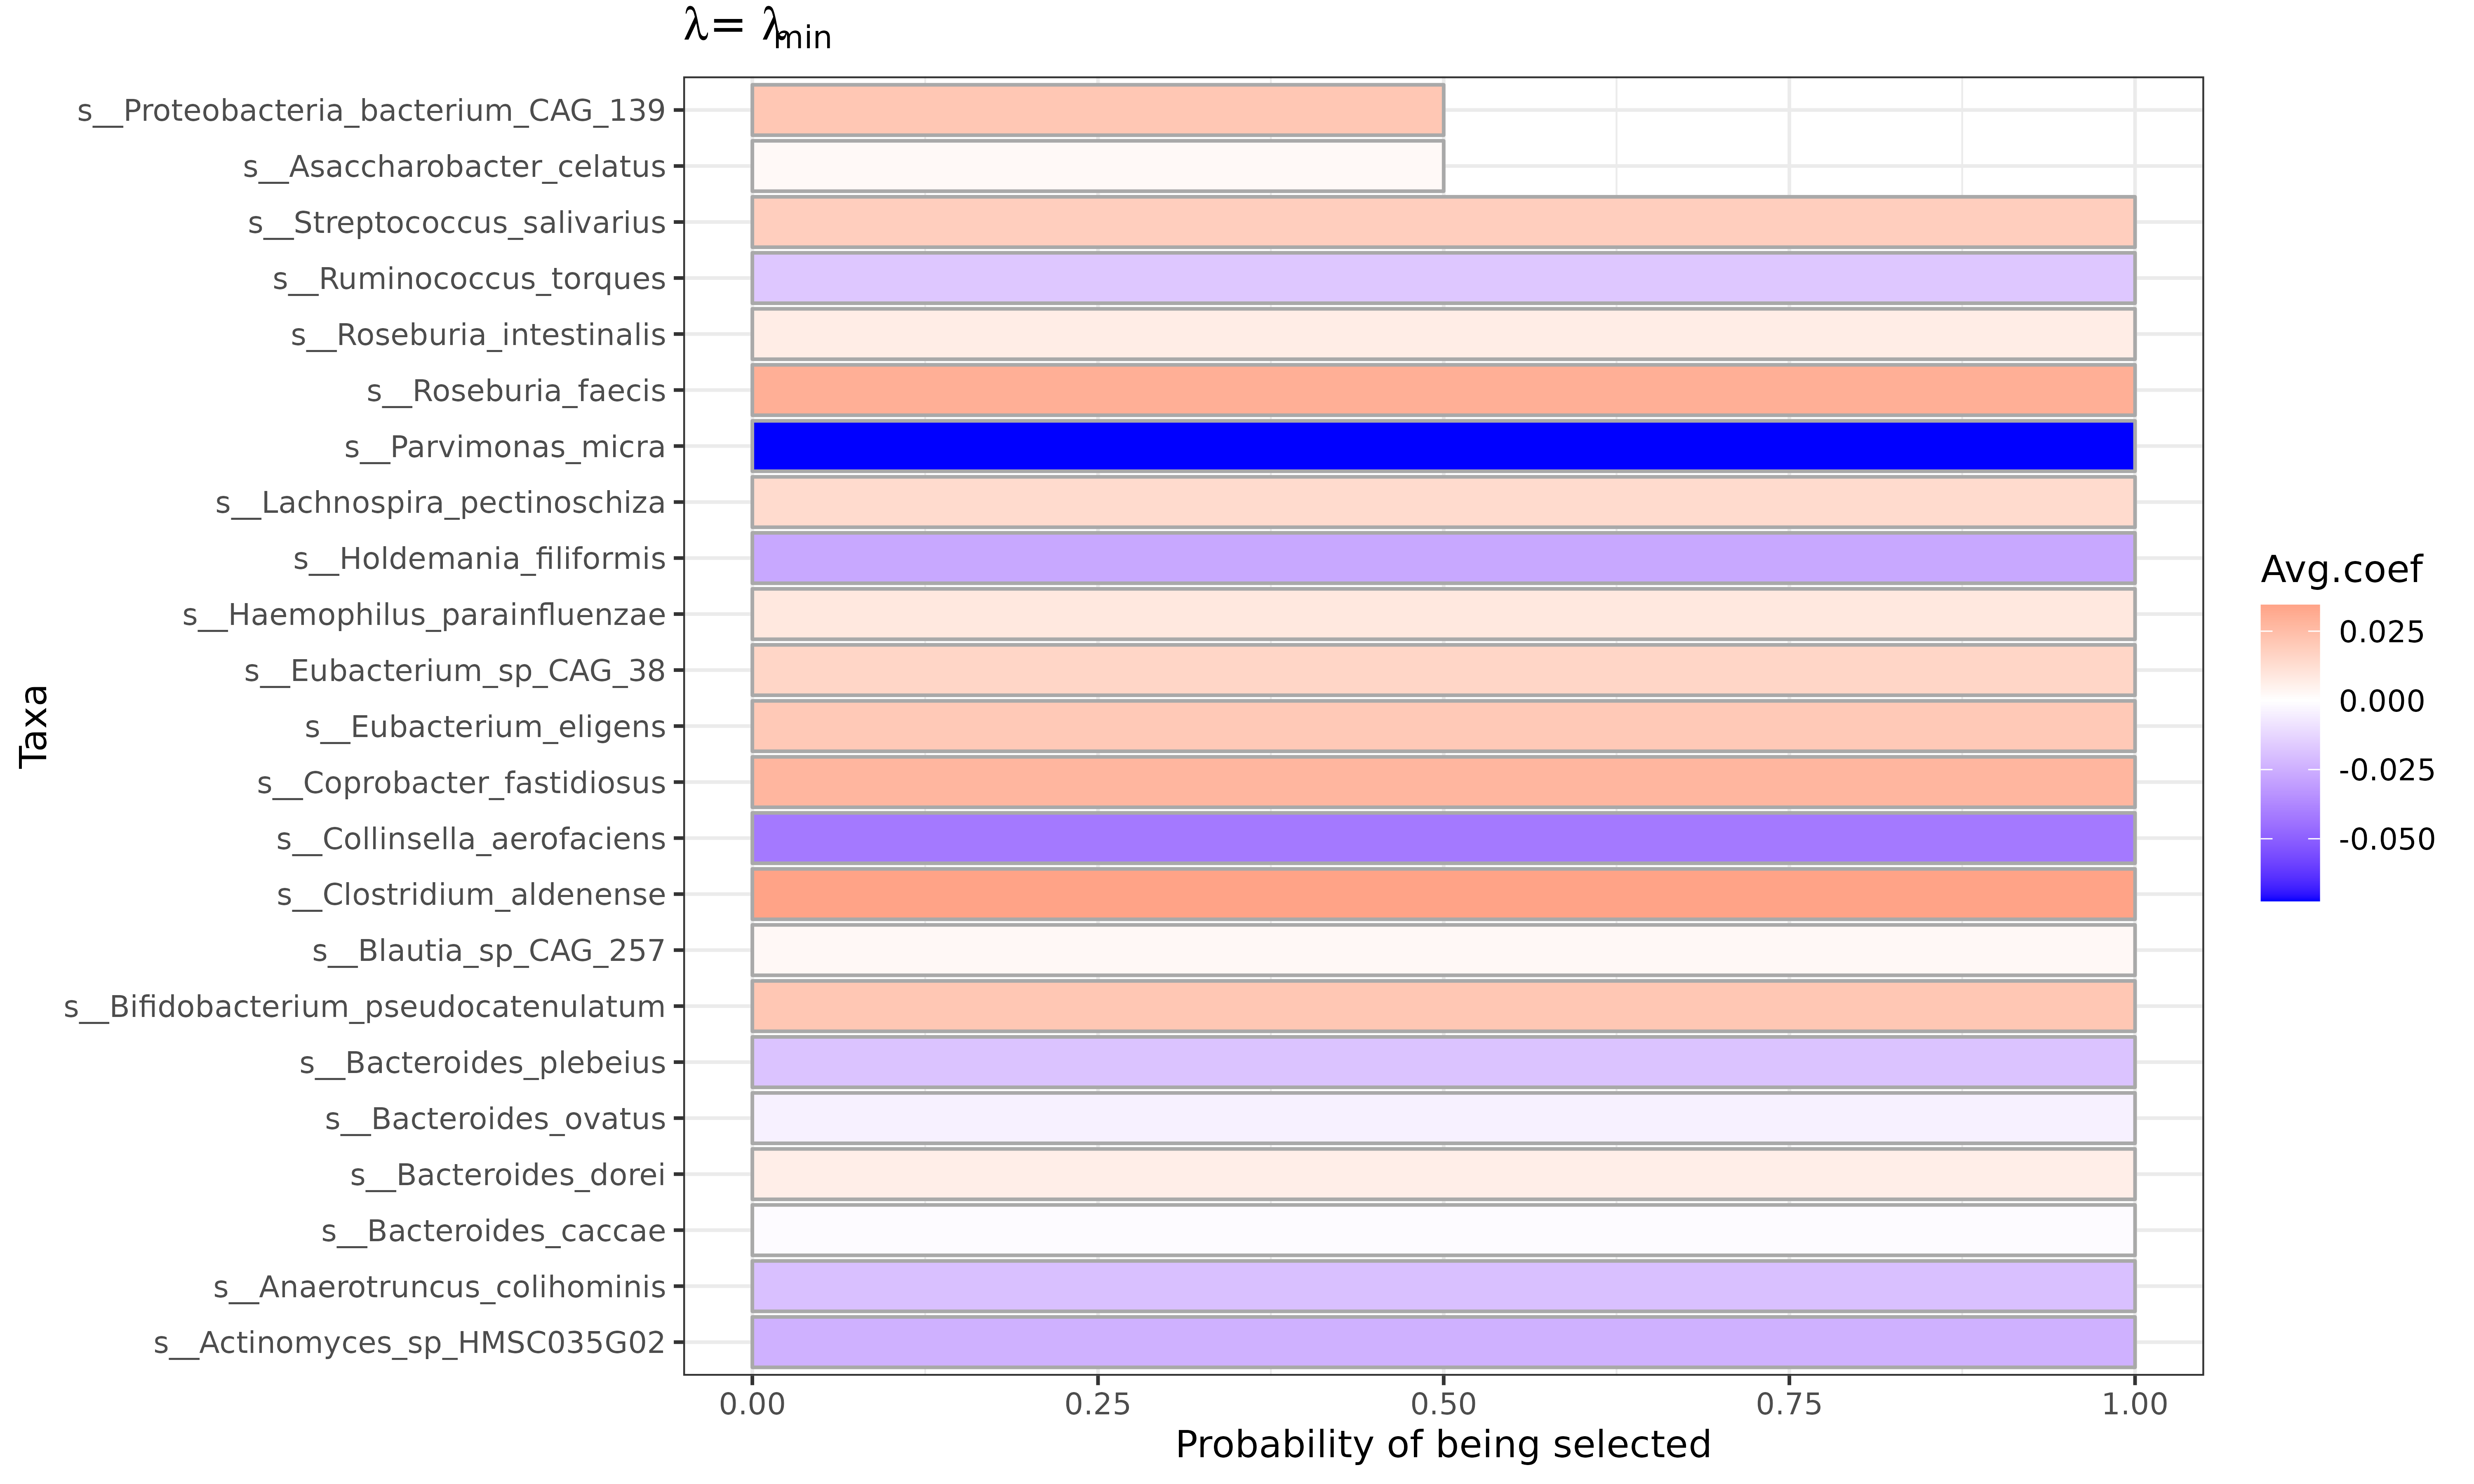 λ= λmin
s__Proteobacteria_bacterium_CAG_139
s__Asaccharobacter_celatus
s__Streptococcus_salivarius
s__Ruminococcus_torques
s__Roseburia_intestinalis
s__Roseburia_faecis
s__Parvimonas_micra
s__Lachnospira_pectinoschiza
s__Holdemania_filiformis
s__Haemophilus_parainfluenzae
s__Eubacterium_sp_CAG_38
s__Eubacterium_eligens
s__Coprobacter_fastidiosus
s__Collinsella_aerofaciens
s__Clostridium_aldenense
s__Blautia_sp_CAG_257
s__Bifidobacterium_pseudocatenulatum
s__Bacteroides_plebeius
s__Bacteroides_ovatus
s__Bacteroides_dorei
s__Bacteroides_caccae
s__Anaerotruncus_colihominis
s__Actinomyces_sp_HMSC035G02
Taxa
0.00 0.25 0.50 0.75 1.00
Probability of being selected
Avg.coef
0.025
0.000
-0.025
-0.050